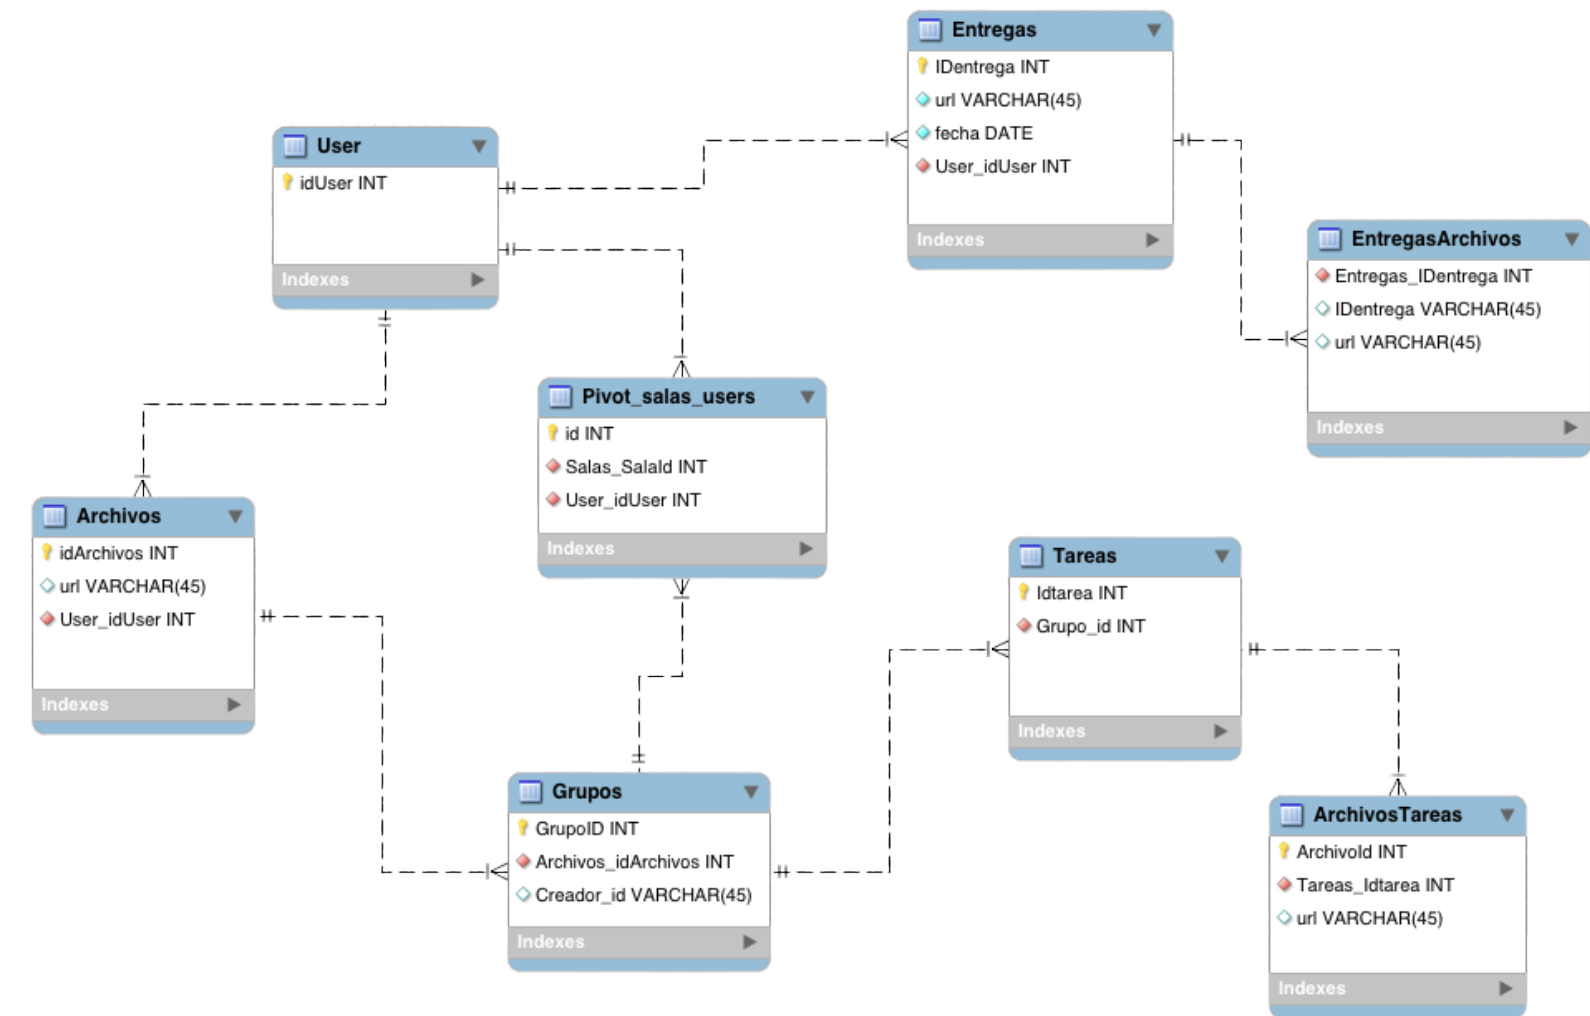 Entregas
IDentrega INT
url VARCHAR(45)
fecha DATE
User_idUser INT
Indexes
User
idUser INT
Indexes
EntregasArchivos
Entregas_IDentrega INT
IDentrega VARCHAR(45)
url VARCHAR(45)
Indexes
Pivot_salas_users
id INT
Salas_SalaId INT
User_idUser INT
Indexes
Archivos
idArchivos INT
url VARCHAR(45)
User_idUser INT
Indexes
Tareas
Idtarea INT
Grupo_id INT
Indexes
Grupos
GrupoID INT
Archivos_idArchivos INT
Creador_id VARCHAR(45)
Indexes
ArchivosTareas
ArchivoId INT
Tareas_Idtarea INT
url VARCHAR(45)
Indexes